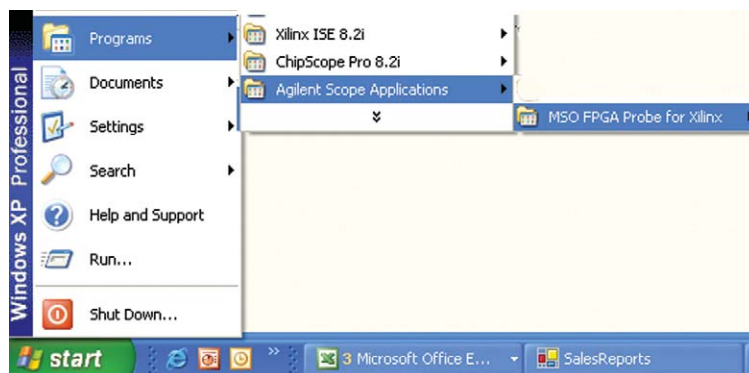 Windows XP Professional
Programs
Documents
Settings
Search
Help and Support
Run...
Shut Down...
Xilinx ISE 8.2i
ChipScope Pro 8.2i
Agilent Scope Applications
MSO FPGA Probe for Xilinx
start
3 Microsoft Office E...
SalesReports